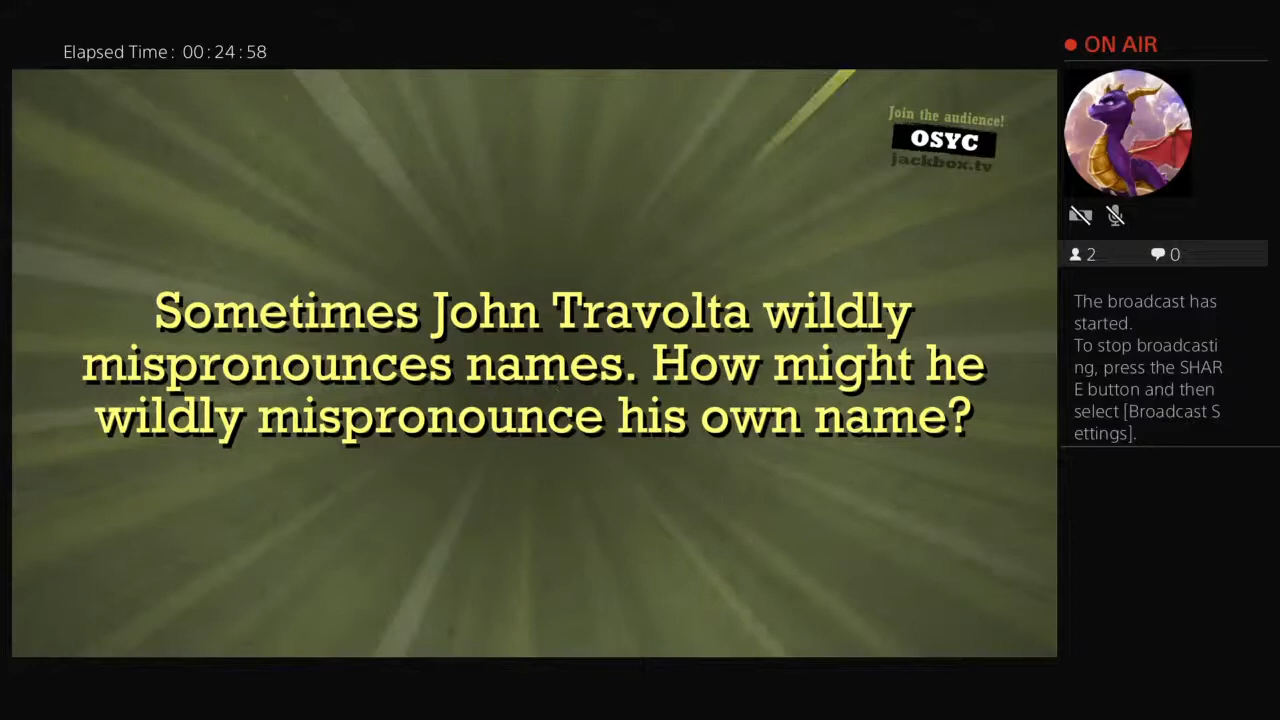 Elapsed Time: 00:24:58
ON AIR
Join the audience!
OSYC
jackbox.tv
Sometimes John Travolta wildly
mispronounces names. How might he
wildly mispronounce his own name?
2
0
The broadcast has
started.
To stop broadcasti
ng, press the SHAR
E button and then
select [Broadcast S
ettings].